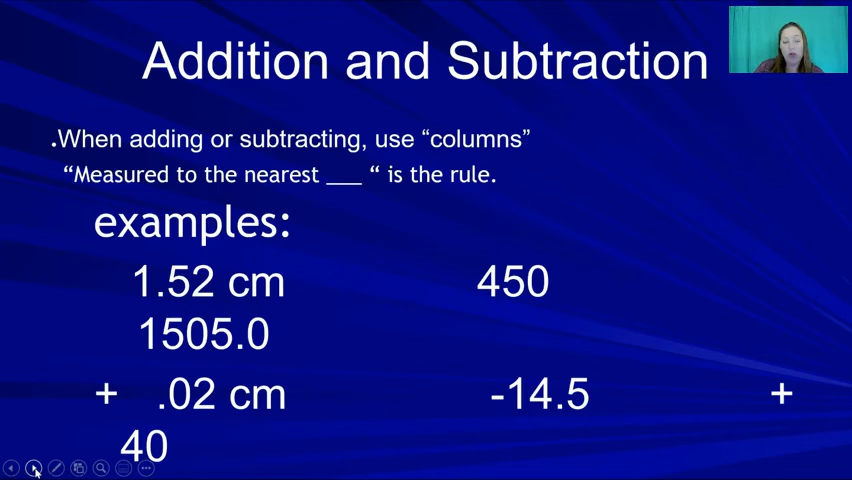 Addition and Subtraction
.When adding or subtracting, use “columns”
“Measured to the nearest ___ “ is the rule.
examples:
1.52 cm 450
1505.0
+ .02 cm -14.5 +
40